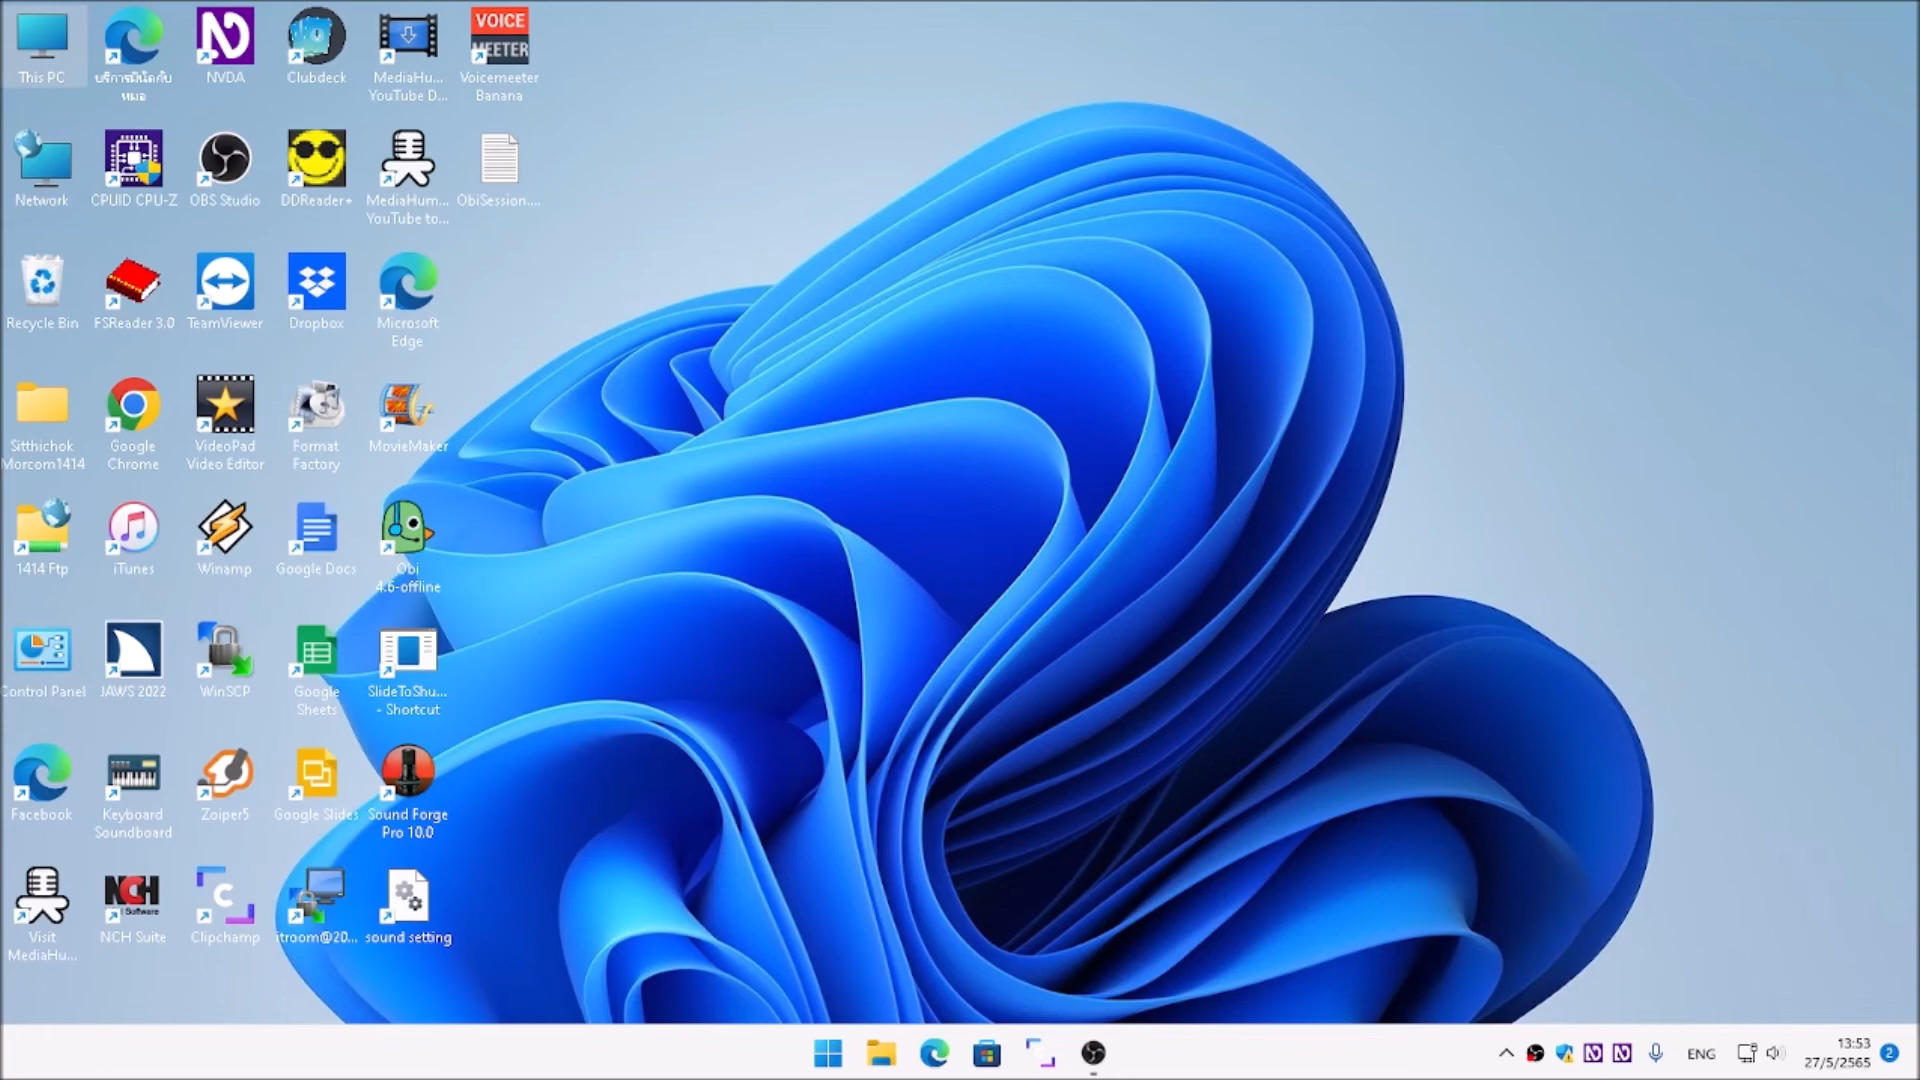 This PC
บริการมีนัดกับ
หมอ
NVDA
Clubdeck
MediaHu...
YouTube D...
VOICE
MEETER
Voicemeeter
Banana
Network
CPUID CPU-Z
OBS Studio
DDReader+
MediaHum...
YouTube to...
ObiSession....
Recycle Bin
FSReader 3.0
TeamViewer
Dropbox
Microsoft
Edge
Sitthichok
Morcom1414
Google
Chrome
VideoPad
Video Editor
Format
Factory
MovieMaker
1414 Ftp
iTunes
Winamp
Google Docs
Obi
4.6-offline
Control Panel
JAWS 2022
WinSCP
Google
Sheets
SlideToShu...
- Shortcut
Facebook
Keyboard
Soundboard
Zoiper5
Google Slides
Sound Forge
Pro 10.0
Visit
MediaHu...
NCH
Software
NCH Suite
Clipchamp
itroom@20...
sound setting
ENG
13:53
27/5/2565
2